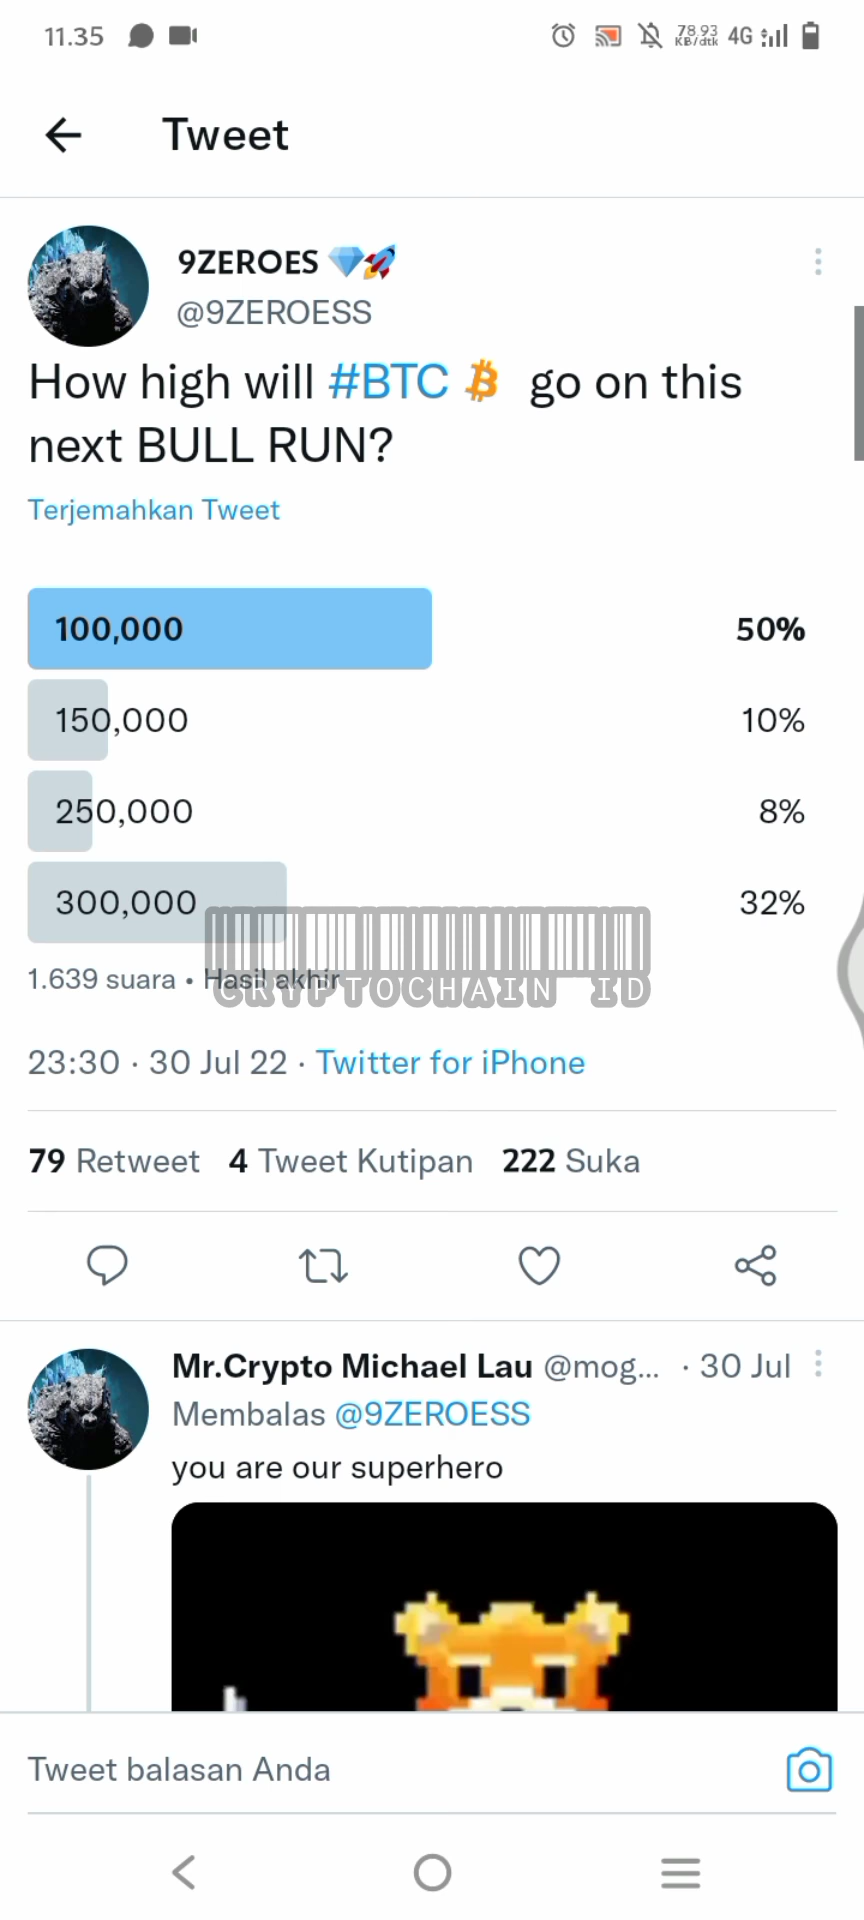 11.35
78.93
KB/dtk
4G
Tweet
9ZEROES
@9ZEROESS
How high will #BTC go on this
next BULL RUN?
Terjemahkan Tweet
100,000 50%
150,000 10%
250,000 8%
300,000 32%
1.639 suara • Hasil akhir
CRYPTOCHAIN ID
23:30 · 30 Jul 22 · Twitter for iPhone
79 Retweet 4 Tweet Kutipan 222 Suka
Mr.Crypto Michael Lau @mog... · 30 Jul
Membalas @9ZEROESS
you are our superhero
Tweet balasan Anda